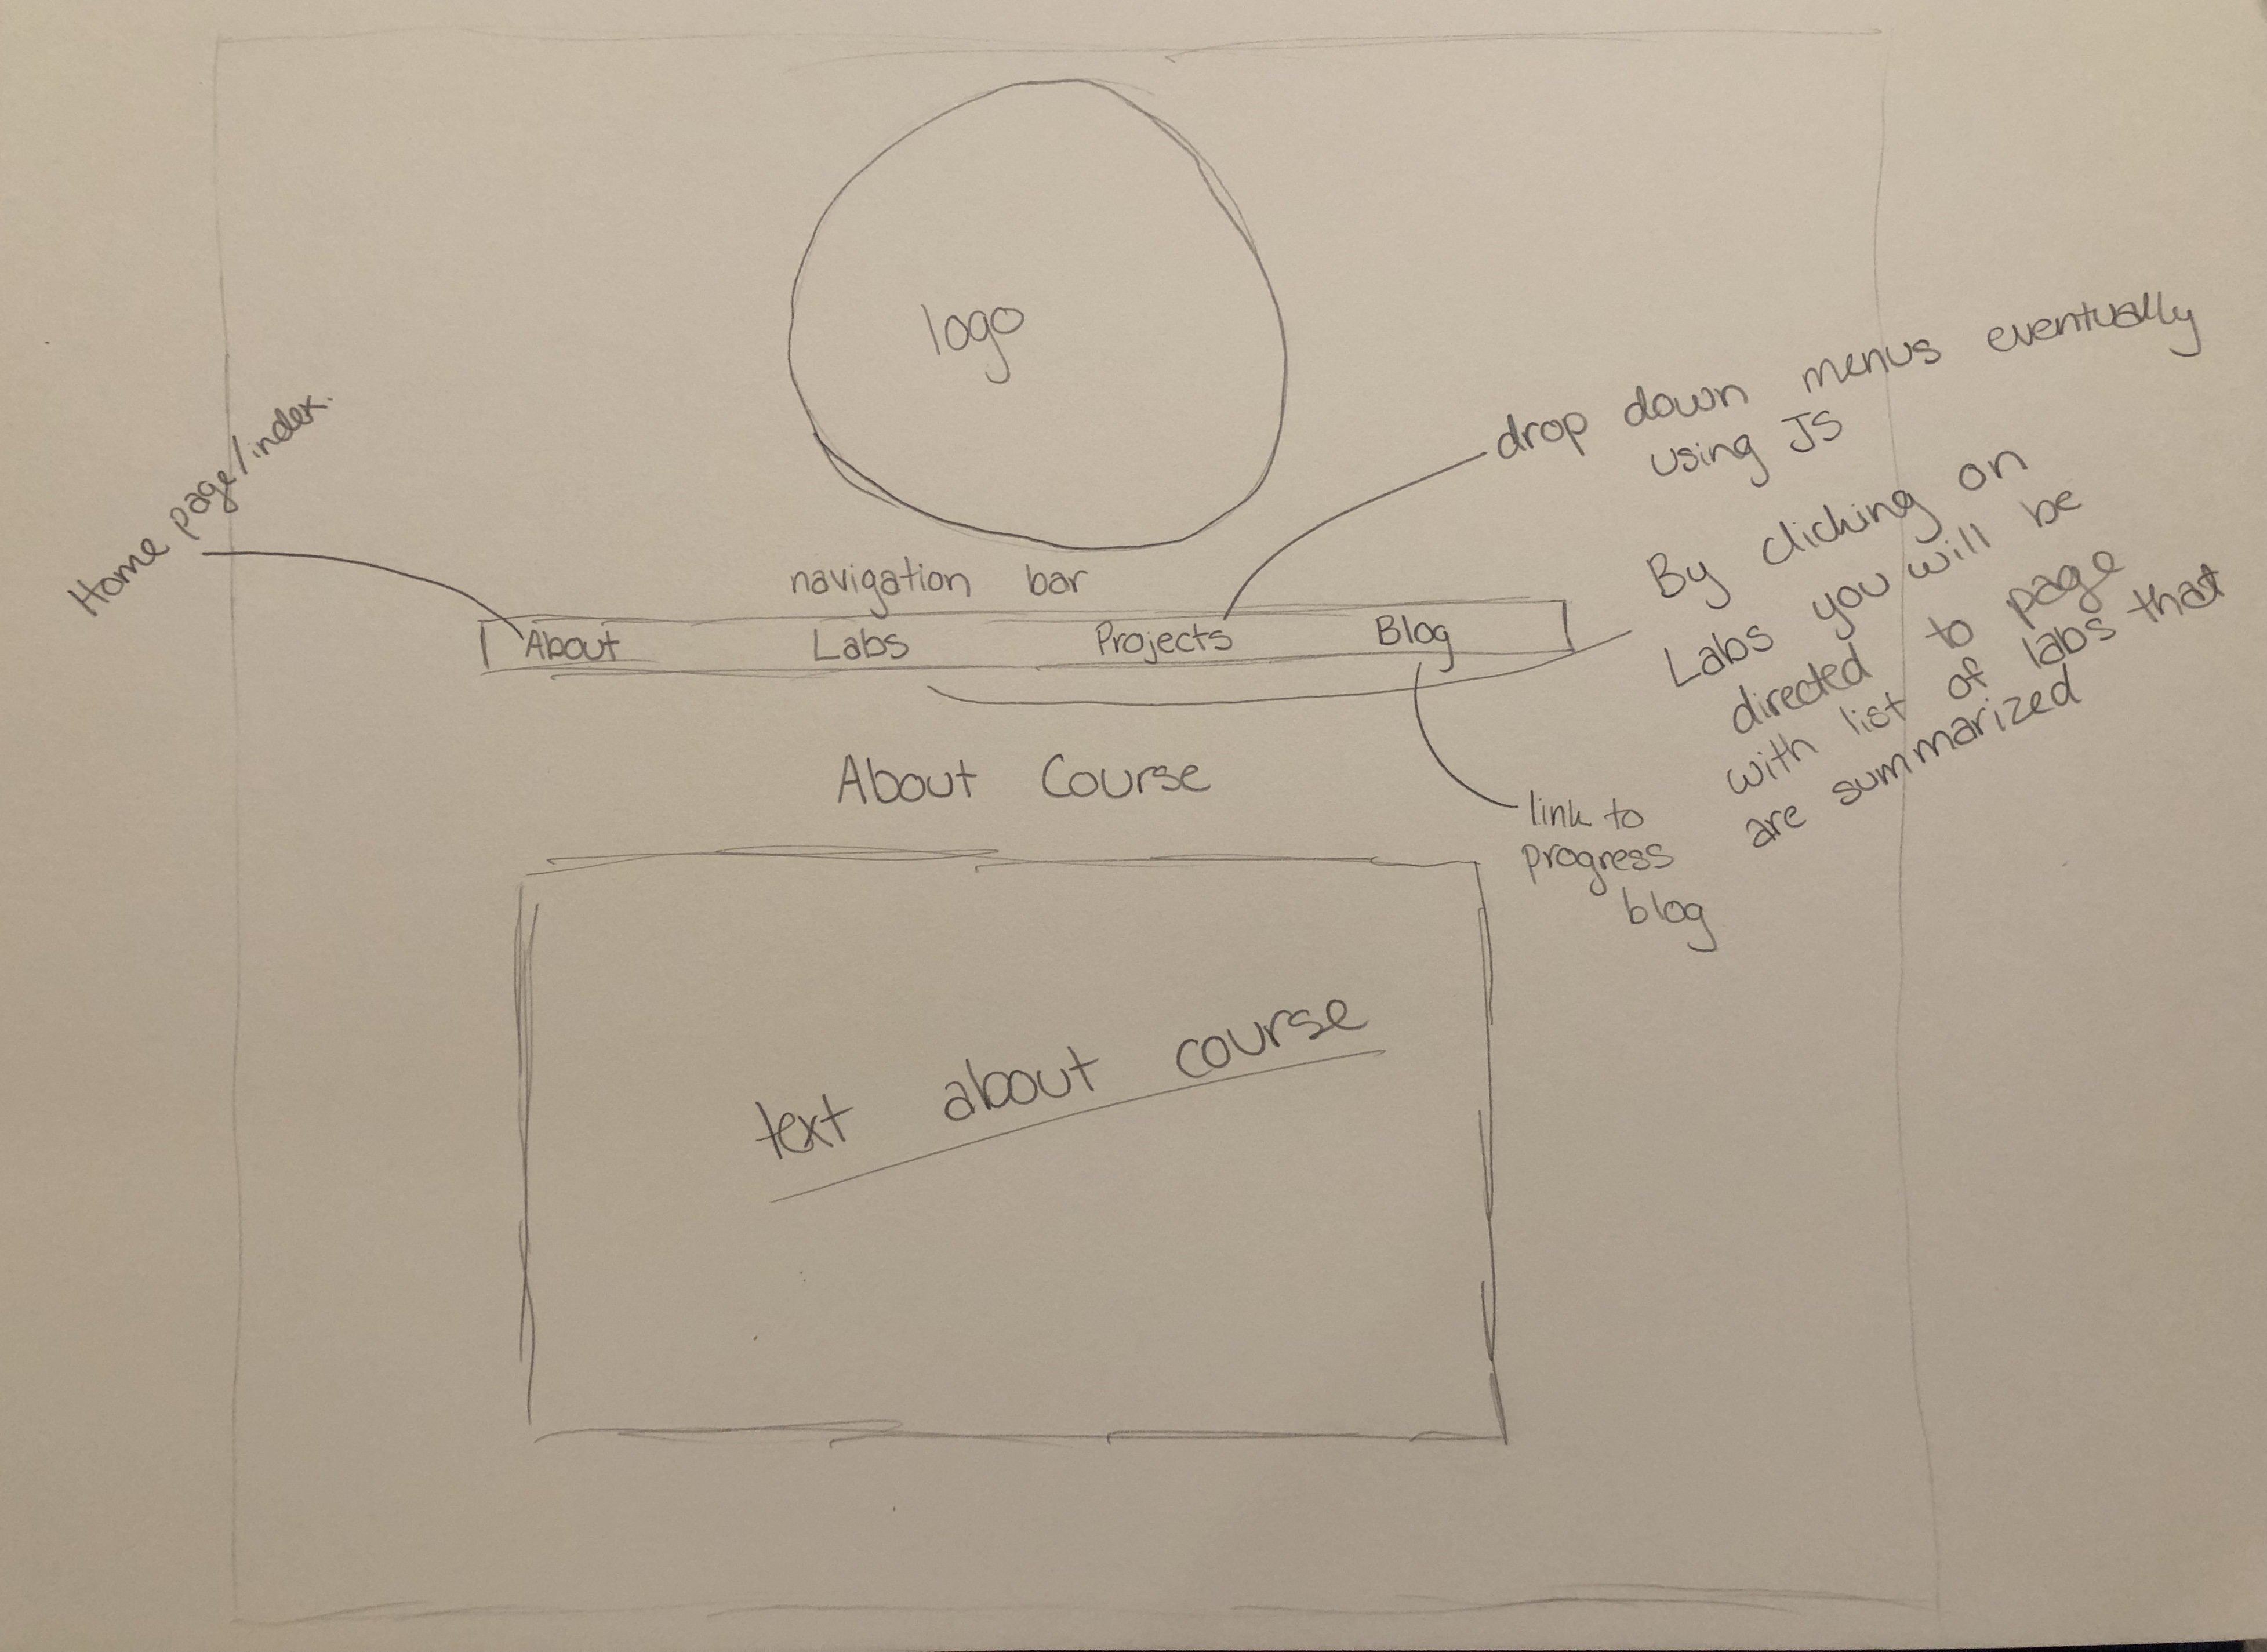 logo
Home page/index.
drop down menus eventually
using JS
navigation bar
About Labs Projects Blog
By clicking on
Labs you will be
directed to page
with list of labs that
are summarized
About Course
link to
progress
blog
text about course